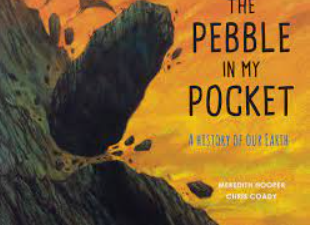 THE
PEBBLE
IN MY
POCKET
A HISTORY OF OUR EARTH
MEREDITH HOOPER
CHRIS COADY